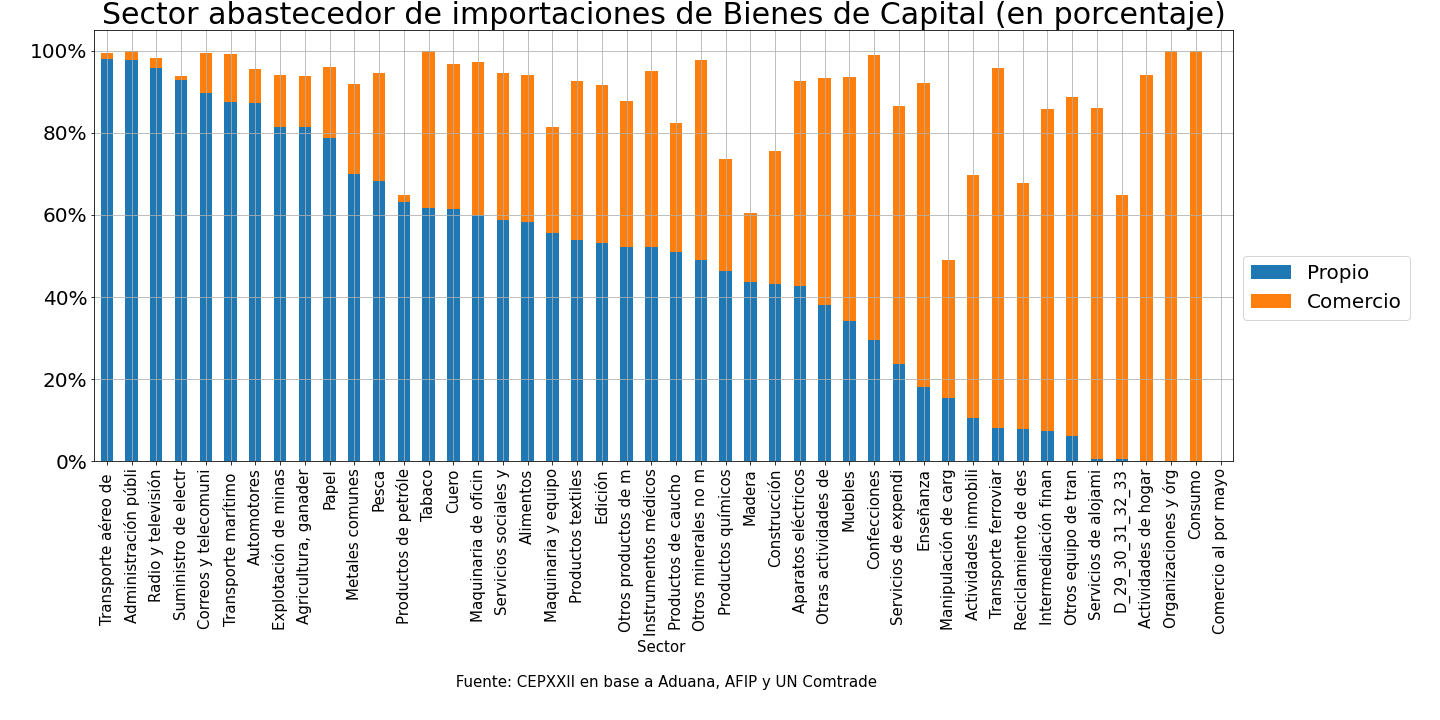 Sector abastecedor de importaciones de Bienes de Capital (en porcentaje)
100%
80%
60%
40%
20%
0%
Propio
Comercio
Transporte aéreo de
Administración públi
Radio y televisión
Suministro de electr
Correos y telecomuni
Transporte marítimo
Automotores
Explotación de minas
Agricultura, ganader
Papel
Metales comunes
Pesca
Productos de petróle
Tabaco
Cuero
Maquinaria de oficin
Servicios sociales y
Alimentos
Maquinaria y equipo
Productos textiles
Edición
Otros productos de m
Instrumentos médicos
Productos de caucho
Otros minerales no m
Productos químicos
Madera
Construcción
Aparatos eléctricos
Otras actividades de
Muebles
Confecciones
Servicios de expendi
Enseñanza
Manipulación de carg
Actividades inmobili
Transporte ferroviar
Reciclamiento de des
Intermediación finan
Otros equipo de tran
Servicios de alojami
D_29_30_31_32_33
Actividades de hogar
Organizaciones y órg
Consumo
Comercio al por mayo
Sector
Fuente: CEPXXII en base a Aduana, AFIP y UN Comtrade